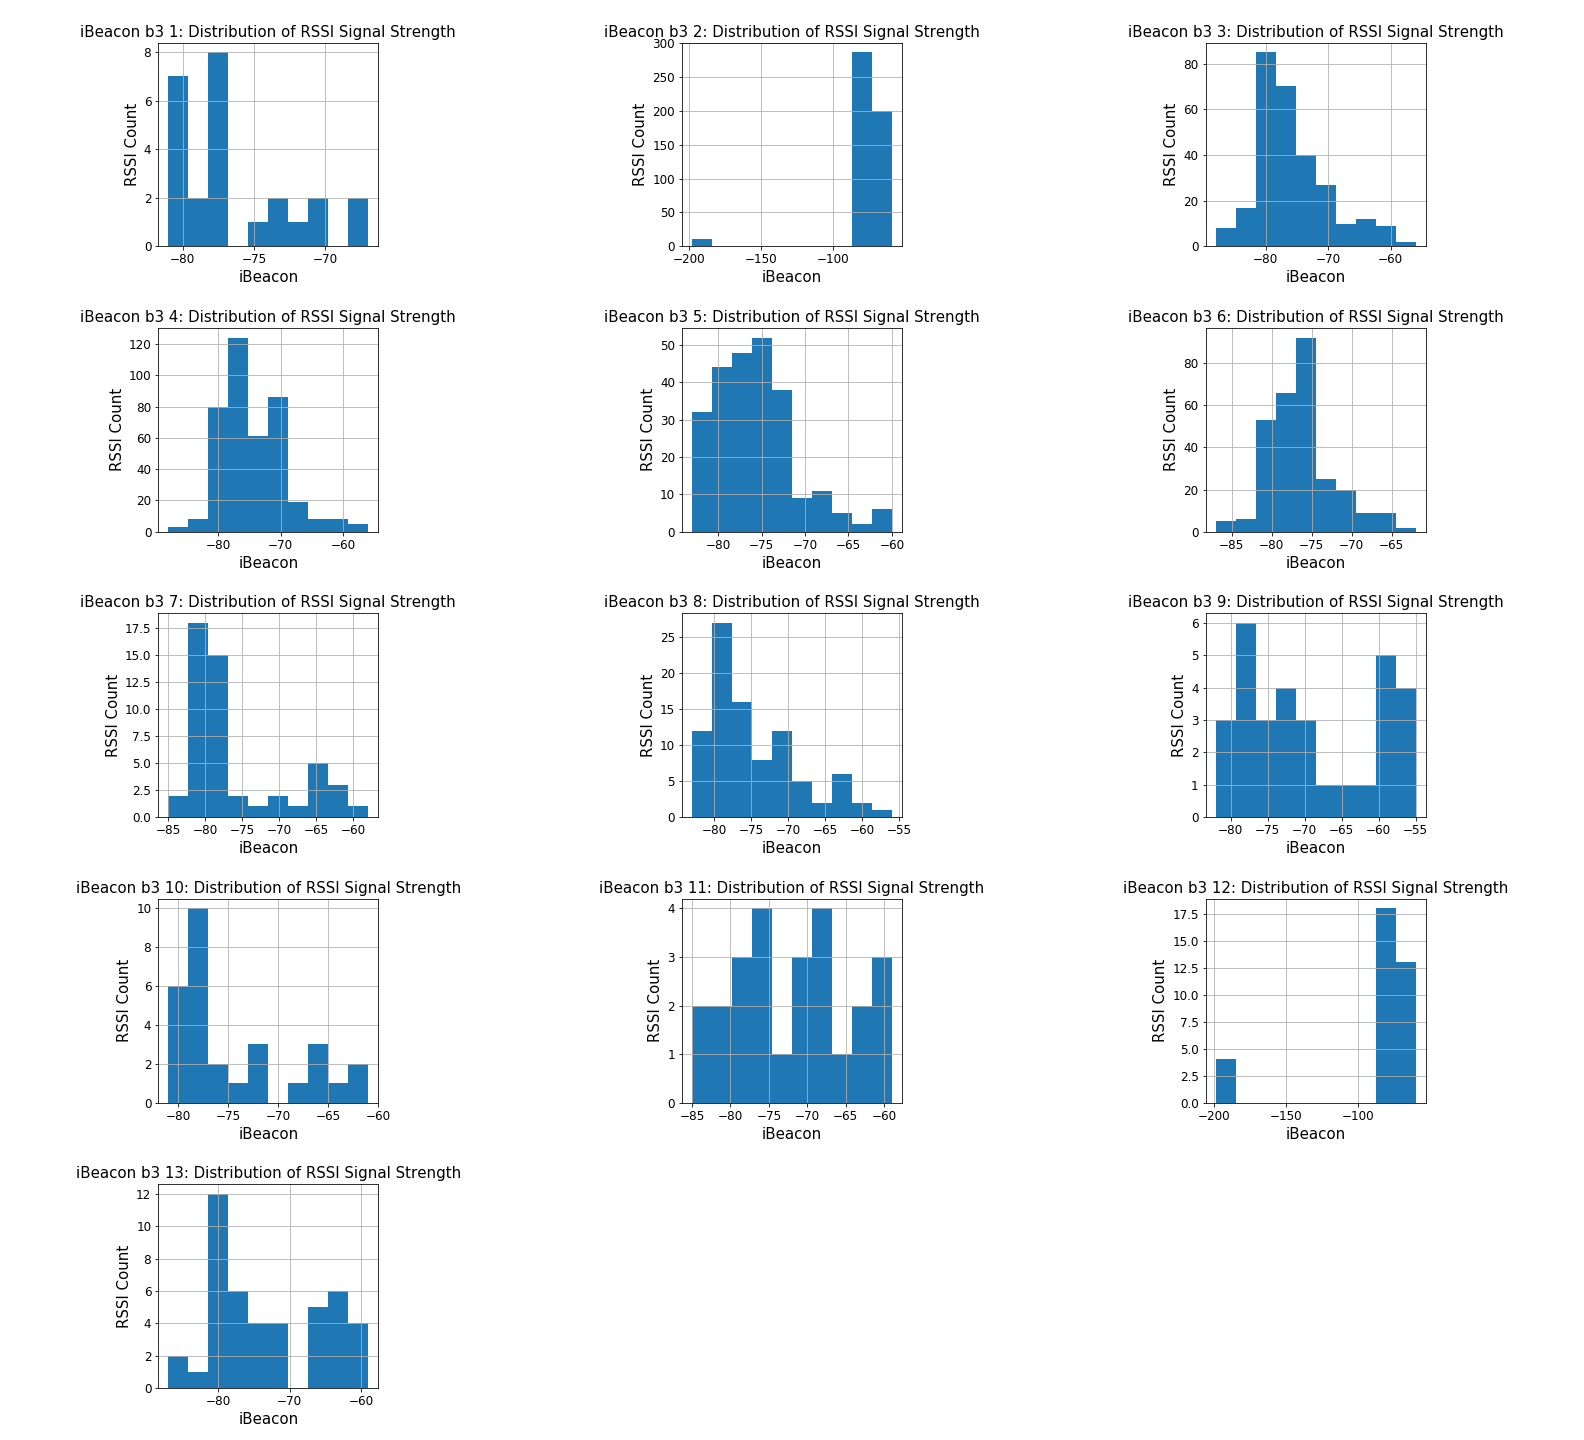 iBeacon b3 1: Distribution of RSSI Signal Strength
8
6
4
2
0
RSSI Count
−80 −75 −70
iBeacon
iBeacon b3 2: Distribution of RSSI Signal Strength
300
250
200
150
100
50
0
RSSI Count
−200 −150 −100
iBeacon
iBeacon b3 3: Distribution of RSSI Signal Strength
80
60
40
20
0
RSSI Count
−80 −70 −60
iBeacon
iBeacon b3 4: Distribution of RSSI Signal Strength
120
100
80
60
40
20
0
RSSI Count
−80 −70 −60
iBeacon
iBeacon b3 5: Distribution of RSSI Signal Strength
50
40
30
20
10
0
RSSI Count
−80 −75 −70 −65 −60
iBeacon
iBeacon b3 6: Distribution of RSSI Signal Strength
80
60
40
20
0
RSSI Count
−85 −80 −75 −70 −65
iBeacon
iBeacon b3 7: Distribution of RSSI Signal Strength
17.5
15.0
12.5
10.0
7.5
5.0
2.5
0.0
RSSI Count
−85 −80 −75 −70 −65 −60
iBeacon
iBeacon b3 8: Distribution of RSSI Signal Strength
25
20
15
10
5
0
RSSI Count
−80 −75 −70 −65 −60 −55
iBeacon
iBeacon b3 9: Distribution of RSSI Signal Strength
6
5
4
3
2
1
0
RSSI Count
−80 −75 −70 −65 −60 −55
iBeacon
iBeacon b3 10: Distribution of RSSI Signal Strength
10
8
6
4
2
0
RSSI Count
−80 −75 −70 −65 −60
iBeacon
iBeacon b3 11: Distribution of RSSI Signal Strength
4
3
2
1
0
RSSI Count
−85 −80 −75 −70 −65 −60
iBeacon
iBeacon b3 12: Distribution of RSSI Signal Strength
17.5
15.0
12.5
10.0
7.5
5.0
2.5
0.0
RSSI Count
−200 −150 −100
iBeacon
iBeacon b3 13: Distribution of RSSI Signal Strength
12
10
8
6
4
2
0
RSSI Count
−80 −70 −60
iBeacon